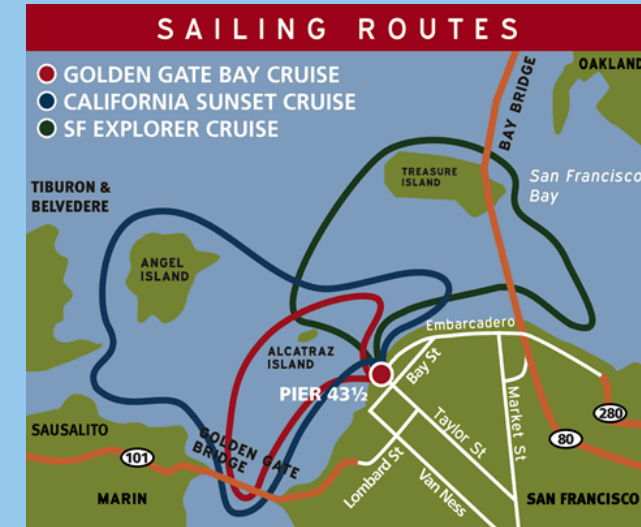 SAILING ROUTES
GOLDEN GATE BAY CRUISE
CALIFORNIA SUNSET CRUISE
SF EXPLORER CRUISE
BAY BRIDGE
OAKLAND
TREASURE
ISLAND
San Francisco
Bay
TIBURON &
BELVEDERE
ANGEL
ISLAND
ALCATRAZ
ISLAND
Embarcadero
PIER 43½
Bay St
Taylor St
Market St
280
80
SAUSALITO
101
GOLDEN GATE
BRIDGE
Lombard St
Van Ness
MARIN
SAN FRANCISCO